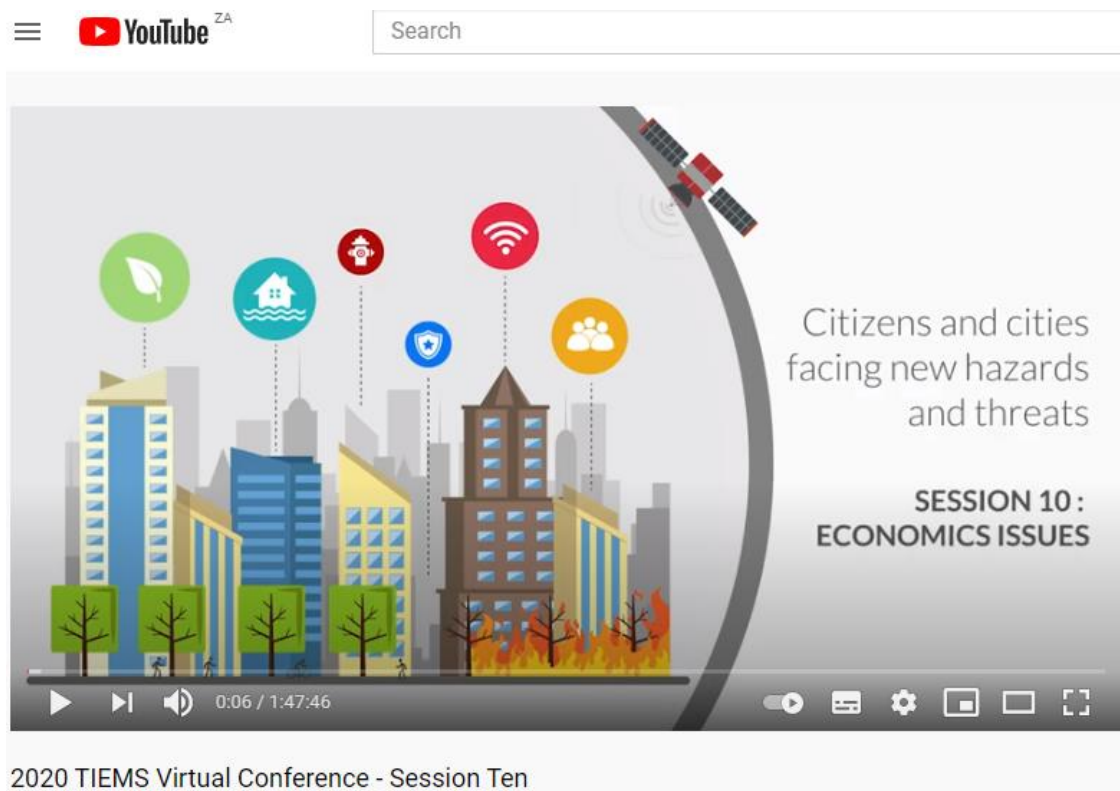 YouTube ZA
Search
Citizens and cities
facing new hazards
and threats
SESSION 10 :
ECONOMICS ISSUES
0:06 / 1:47:46
2020 TIEMS Virtual Conference - Session Ten